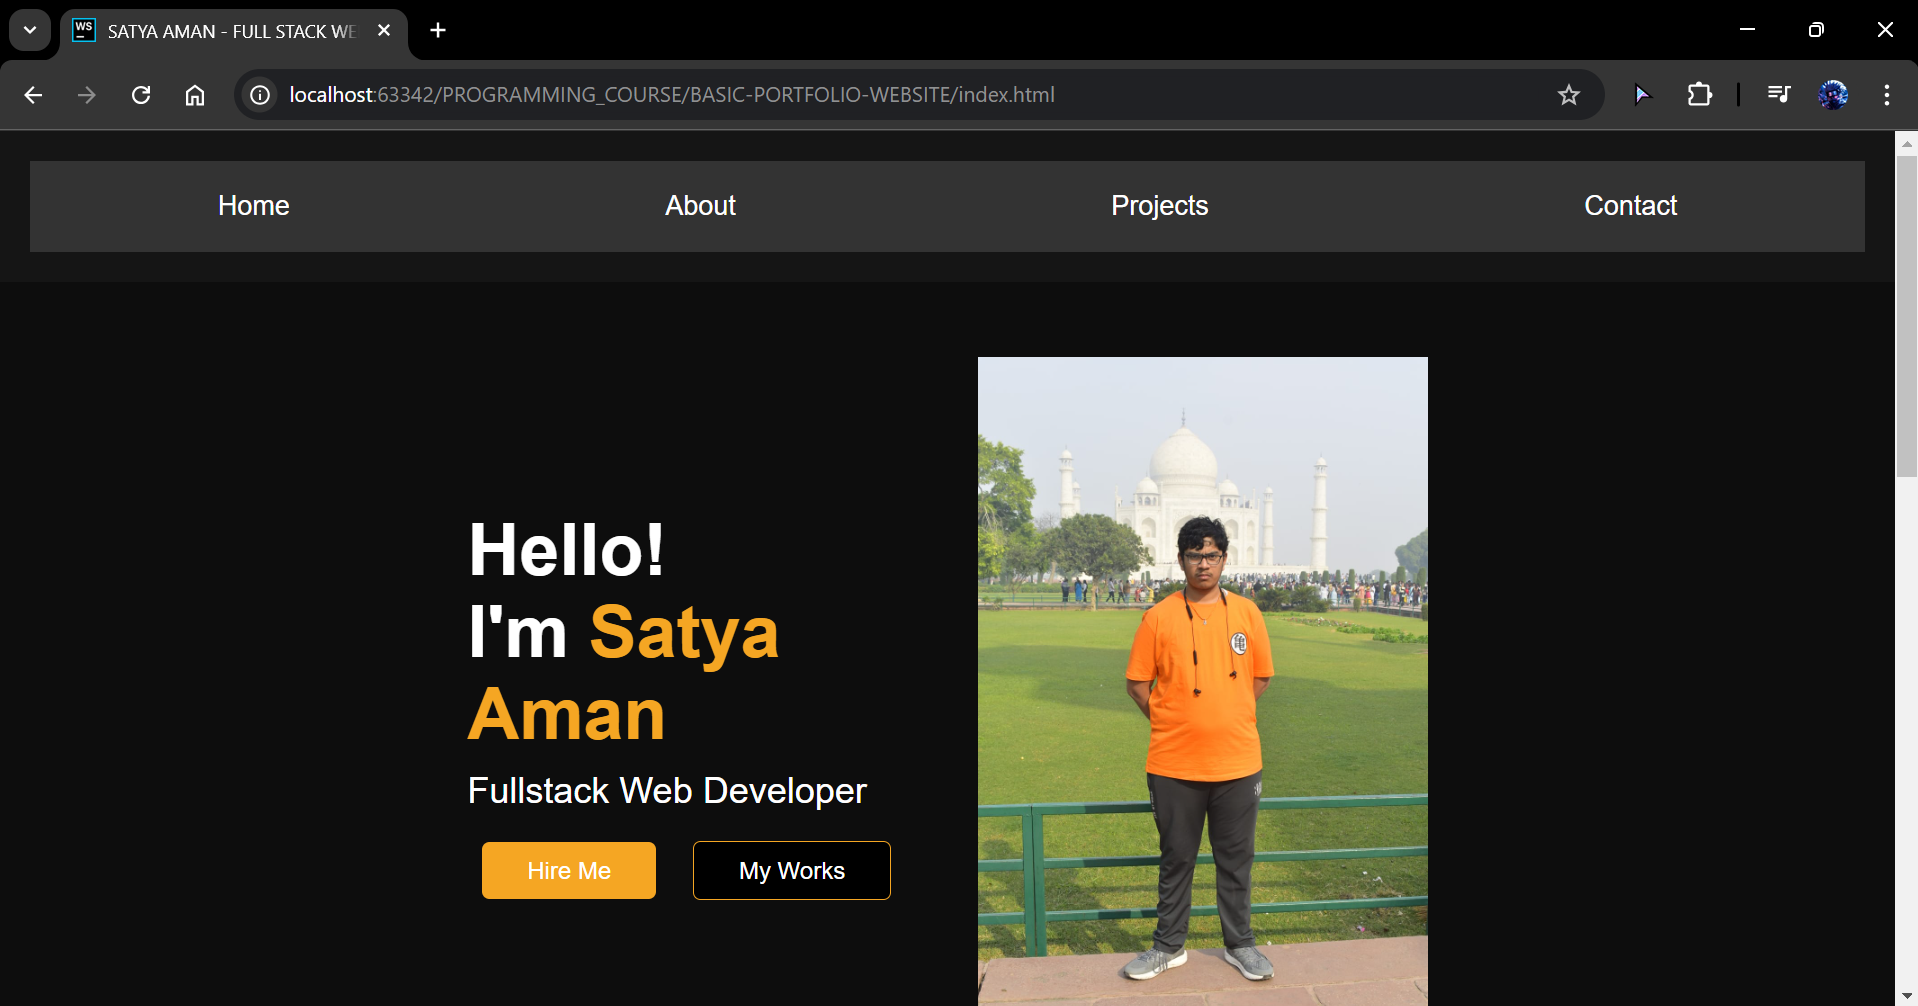 WS
SATYA AMAN - FULL STACK WE
localhost:63342/PROGRAMMING_COURSE/BASIC-PORTFOLIO-WEBSITE/index.html
Home About Projects Contact
Hello!
I'm Satya
Aman
Fullstack Web Developer
Hire Me My Works
亀